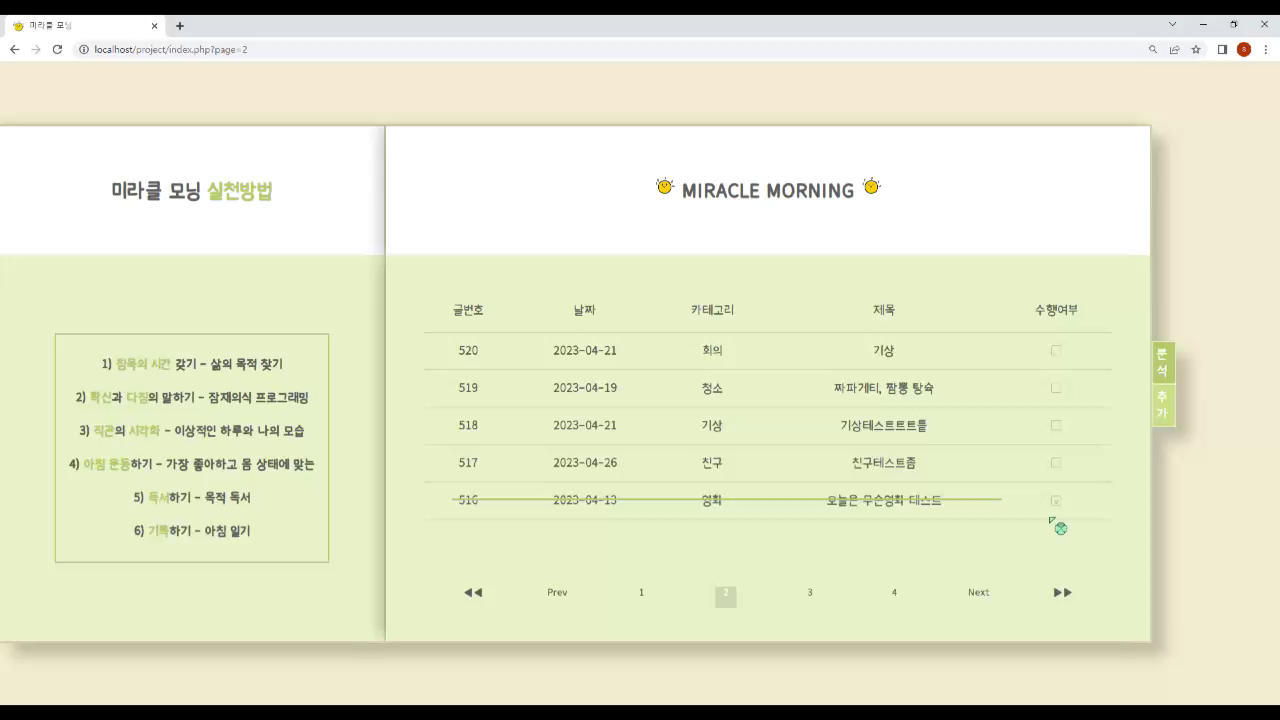 미라클 모닝
localhost/project/index.php?page=2
S
미라클 모닝 실천방법
1) 침묵의 시간 갖기 - 삶의 목적 찾기
2) 확신과 다짐의 말하기 - 잠재의식 프로그래밍
3) 직관의 시각화 - 이상적인 하루와 나의 모습
4) 아침 운동하기 - 가장 좋아하고 몸 상태에 맞는
5) 독서하기 - 목적 독서
6) 기록하기 - 아침 일기
MIRACLE MORNING
글번호 날짜 카테고리 제목 수행여부
520 2023-04-21 회의 기상
519 2023-04-19 청소 짜파게티, 짬뽕 탕슉
518 2023-04-21 기상 기상테스트트트틑
517 2023-04-26 친구 친구테스트좀
516 2023-04-13 영화 오늘은 무슨영화 테스트
◀◀ Prev 1 2 3 4 Next ▶▶
분석
추가